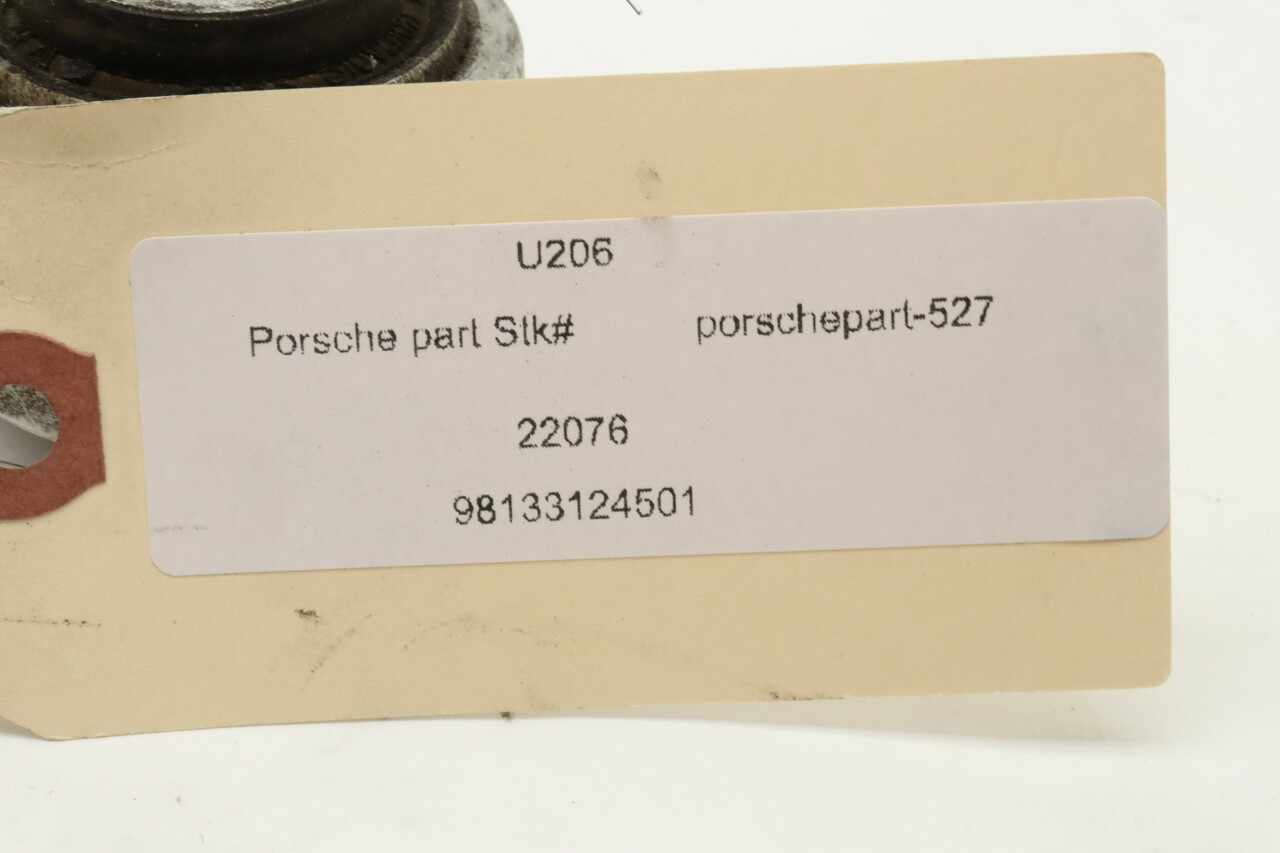 U206
Porsche part Stk# porschepart-527
22076
98133124501